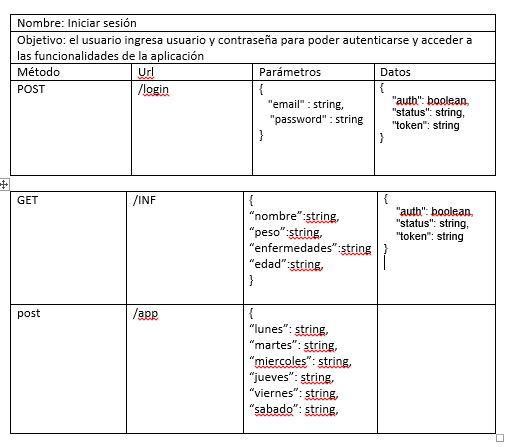 Nombre: Iniciar sesión
Objetivo: el usuario ingresa usuario y contraseña para poder autenticarse y acceder a
las funcionalidades de la aplicación
Método Url Parámetros Datos
POST /login
{
"email" : string,
"password" : string
}
{
"auth": boolean,
"status": string,
"token": string
}
GET /INF
{
“nombre”:string,
“peso”:string,
“enfermedades”:string
“edad”:string,
}
{
"auth": boolean,
"status": string,
"token": string
}
post /app
{
“lunes”: string,
“martes”: string,
“miercoles”: string,
“jueves”: string,
“viernes”: string,
“sabado”: string,